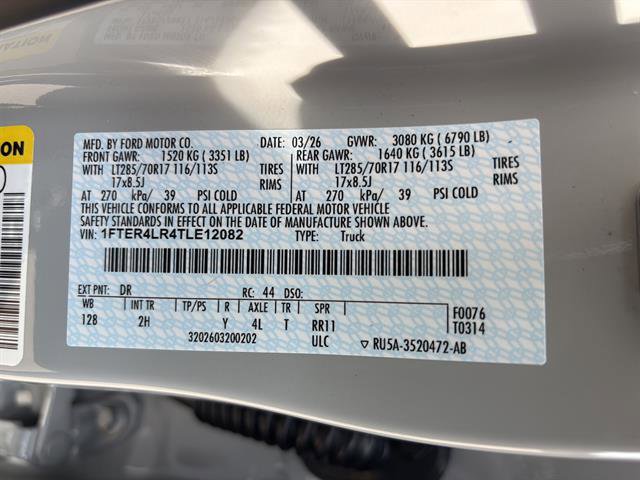 MFD. BY FORD MOTOR CO. DATE: 03/26 GVWR: 3080 KG ( 6790 LB)
FRONT GAWR: 1520 KG ( 3351 LB) REAR GAWR: 1640 KG ( 3615 LB)
WITH LT285/70R17 116/113S TIRES WITH LT285/70R17 116/113S TIRES
17x8.5J RIMS 17x8.5J RIMS
AT 270 kPa/ 39 PSI COLD AT 270 kPa/ 39 PSI COLD
THIS VEHICLE CONFORMS TO ALL APPLICABLE FEDERAL MOTOR VEHICLE
SAFETY STANDARDS IN EFFECT ON THE DATE OF MANUFACTURE SHOWN ABOVE.
VIN: 1FTER4LR4TLE12082 TYPE: Truck
EXT PNT: DR RC: 44 DSO:
WB INT TR TP/PS R AXLE TR SPR F0076
128 2H Y 4L T RR11 T0314
3202603200202 ULC ▽ RU5A-3520472-AB
ON